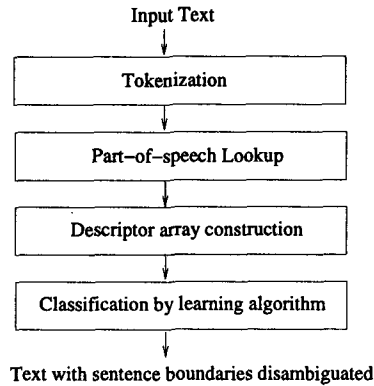 Input Text
Tokenization
Part-of-speech Lookup
Descriptor array construction
Classification by learning algorithm
Text with sentence boundaries disambiguated